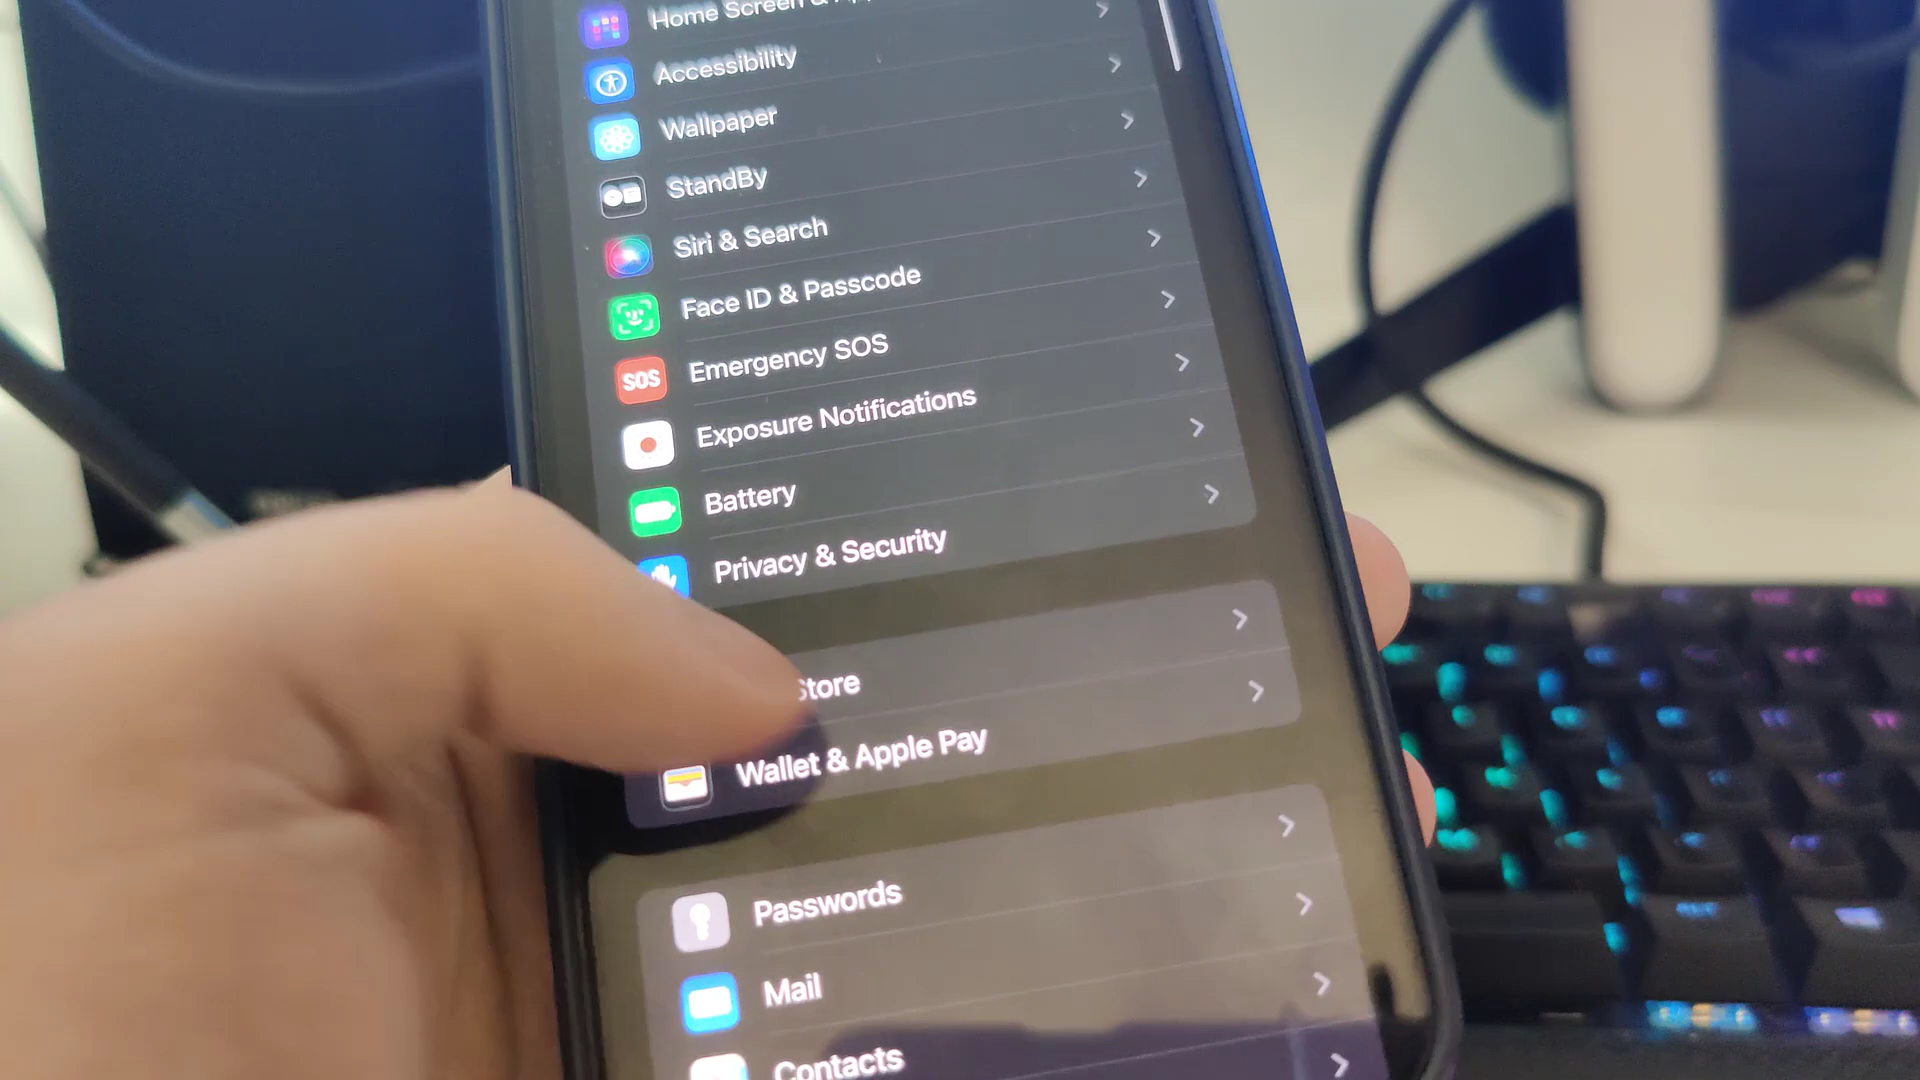 Home Screen &
Accessibility
Wallpaper
StandBy
Siri & Search
Face ID & Passcode
SOS
Emergency SOS
Exposure Notifications
Battery
Privacy & Security
Store
Wallet & Apple Pay
Passwords
Mail
Contacts